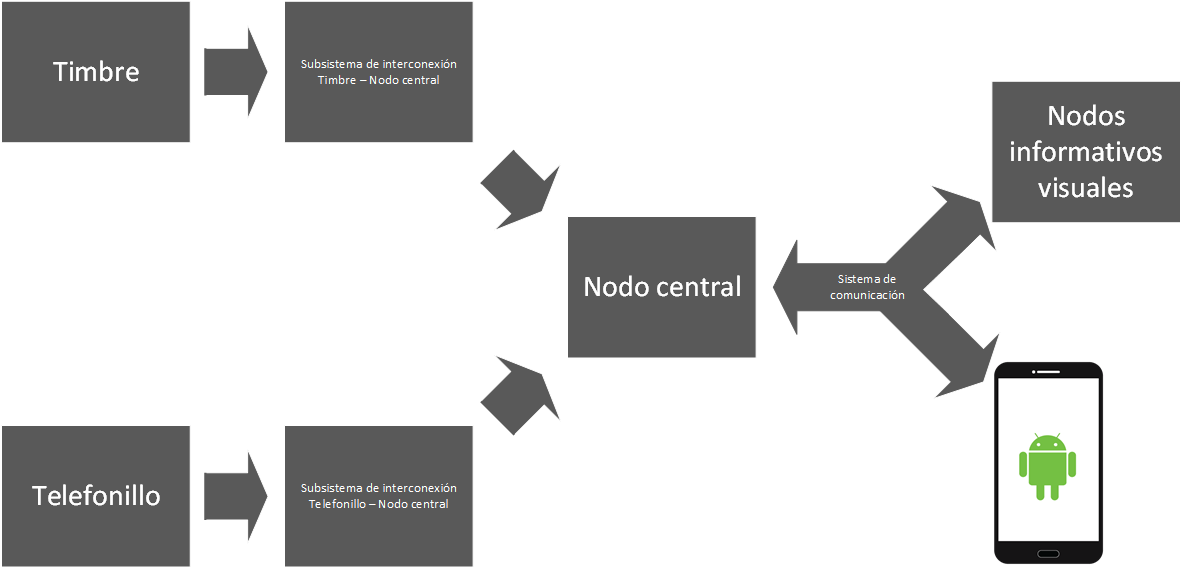 Timbre
Subsistema de interconexión
Timbre – Nodo central
Nodos
informativos
visuales
Nodo central
Sistema de
comunicación
Telefonillo
Subsistema de interconexión
Telefonillo – Nodo central